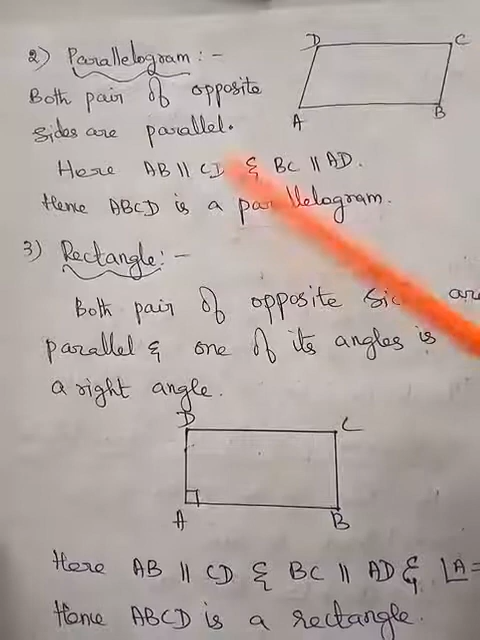 2) Parallelogram :-
Both pair of opposite
sides are parallel.
Here AB || CD & BC || AD.
Hence ABCD is a parallelogram.
D C
A B
3) Rectangle :-
Both pair of opposite are
parallel & one of its angles is
a right angle.
D C
A B
Here AB || CD & BC || AD & ∠A =
Hence ABCD is a rectangle.